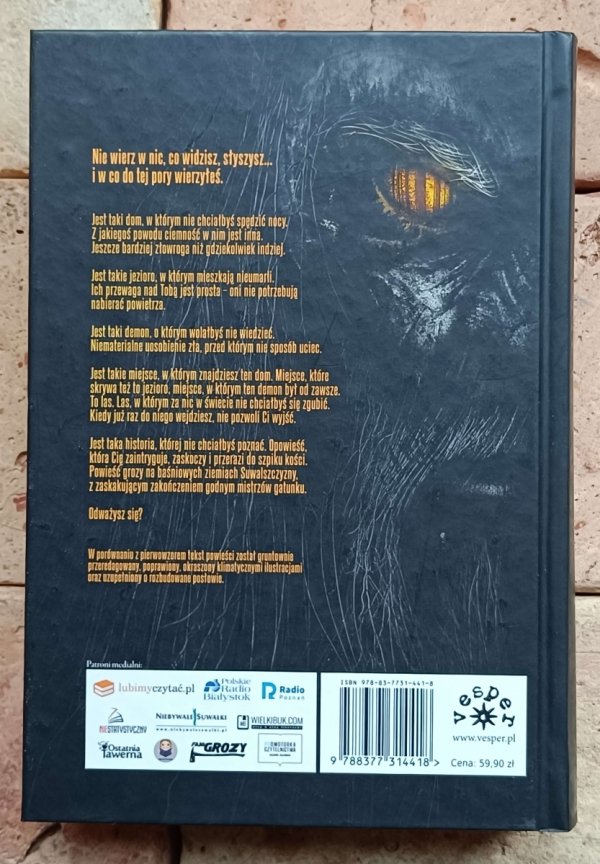 Nie wierz w nic, co widzisz, słyszysz...
i w co do tej pory wierzyłeś.
Jest taki dom, w którym nie chciałbyś spędzić nocy.
Z jakiegoś powodu ciemność w nim jest inna.
Jeszcze bardziej złowroga niż gdziekolwiek indziej.
Jest takie jezioro, w którym mieszkają nieumarli.
Ich przewaga nad Tobą jest prosta – oni nie potrzebują
nabierać powietrza.
Jest taki demon, o którym wolałbyś nie wiedzieć.
Niematerialne uosobienie zła, przed którym nie sposób uciec.
Jest takie miejsce, w którym znajdziesz ten dom. Miejsce, które
skrywa też to jezioro, miejsce, w którym ten demon był od zawsze.
To las. Las, w którym za nic w świecie nie chciałbyś się zgubić.
Kiedy już raz do niego wejdziesz, nie pozwoli Ci wyjść.
Jest taka historia, której nie chciałbyś poznać. Opowieść,
która Cię zaintryguje, zaskoczy i przerazi do szpiku kości.
Powieść grozy na baśniowych ziemiach Suwalszczyzny,
z zaskakującym zakończeniem godnym mistrzów gatunku.
Odważysz się?
W porównaniu z pierwowzorem tekst powieści został gruntownie
przeredagowany, poprawiony, okraszony klimatycznymi ilustracjami
oraz uzupełniony o rozbudowane posłowie.
Patroni medialni:
lubimyczytać.pl
Polskie
Radio
Białystok
Radio
Poznań
NIESTATYSTYCZNY
NIEBYWAŁE SUWAŁKI
www.niebywalesuwalki.pl
WIELKIBUK.COM
Ostatnia
Tawerna
GROZY
ISBN 978-83-7731-441-8
9 788377 314418 >
vesper
www.vesper.pl
Cena: 59,90 zł